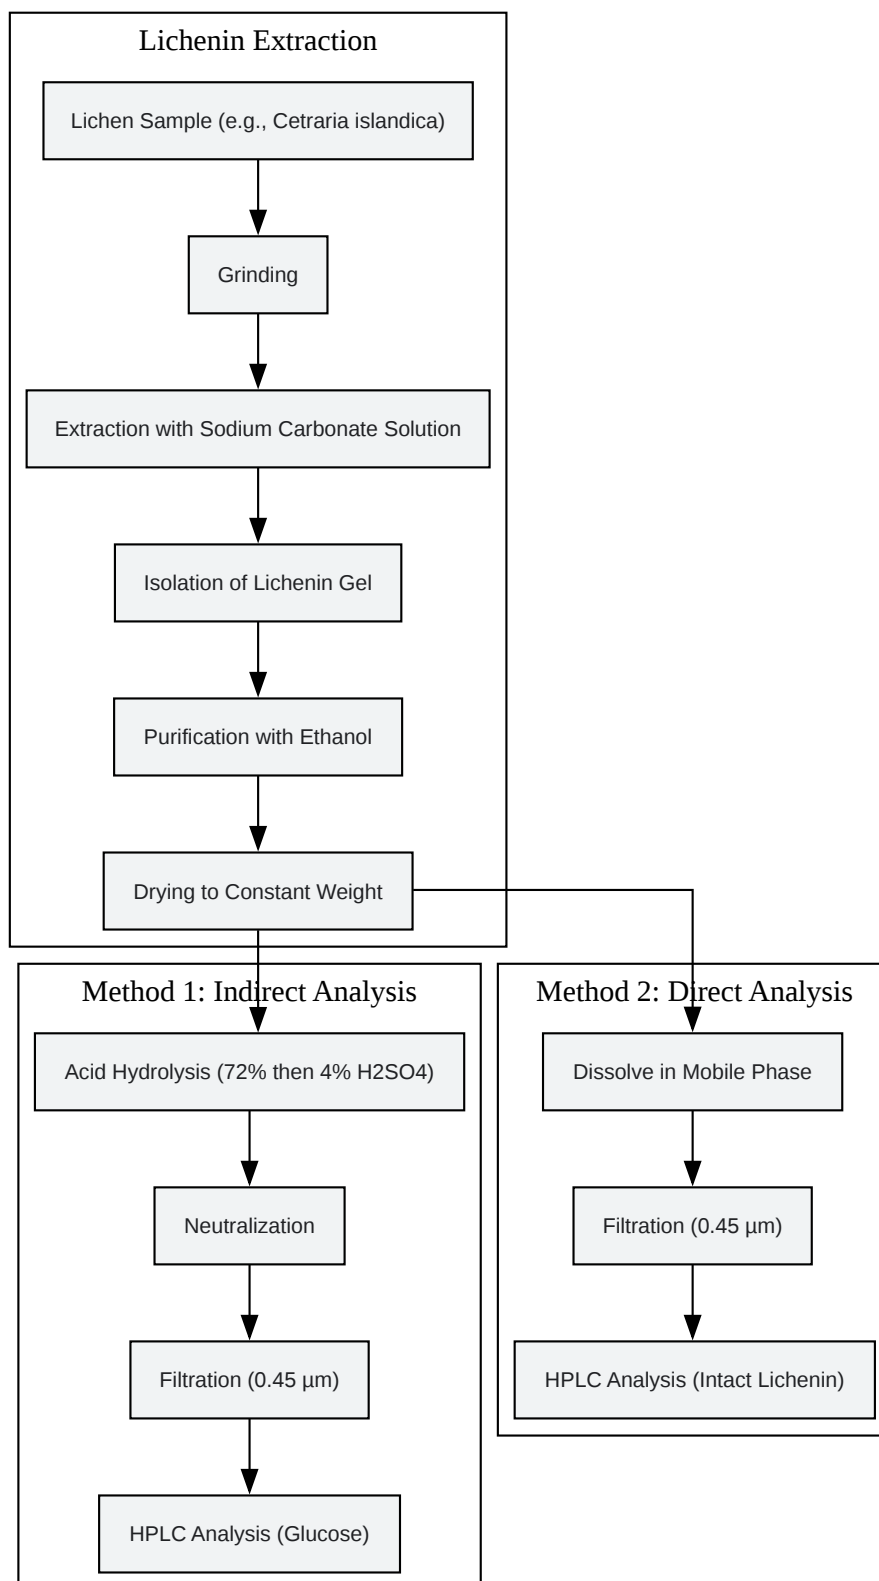 Lichenin Extraction
Lichen Sample (e.g., Cetraria islandica)
Grinding
Extraction with Sodium Carbonate Solution
Isolation of Lichenin Gel
Purification with Ethanol
Drying to Constant Weight
Method 1: Indirect Analysis
Acid Hydrolysis (72% then 4% H2SO4)
Neutralization
Filtration (0.45 µm)
HPLC Analysis (Glucose)
Method 2: Direct Analysis
Dissolve in Mobile Phase
Filtration (0.45 µm)
HPLC Analysis (Intact Lichenin)